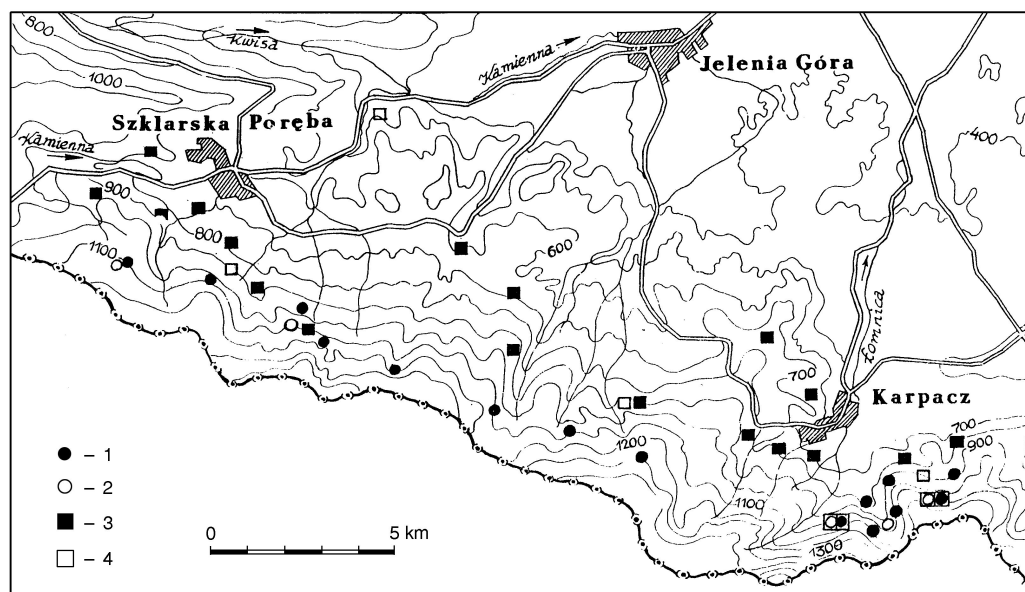 800
Kwisa
1000
Kamienna
Jelenia Góra
Szklarska Poręba
400
Kamienna
900
800
1100
600
Łomnica
700
Karpacz
700
900
1200
1100
1300
– 1
– 2
– 3
– 4
0 5 km